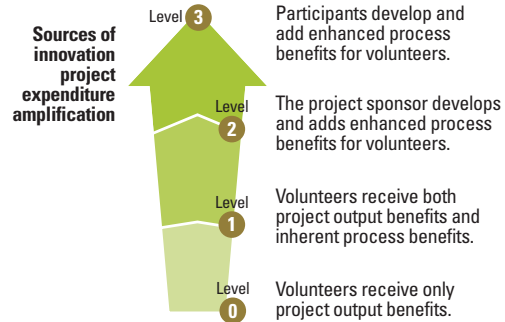 Sources of
innovation
project
expenditure
amplification
Level 3
Participants develop and
add enhanced process
benefits for volunteers.
Level
2
The project sponsor develops
and adds enhanced process
benefits for volunteers.
Level
1
Volunteers receive both
project output benefits and
inherent process benefits.
Level
0
Volunteers receive only
project output benefits.